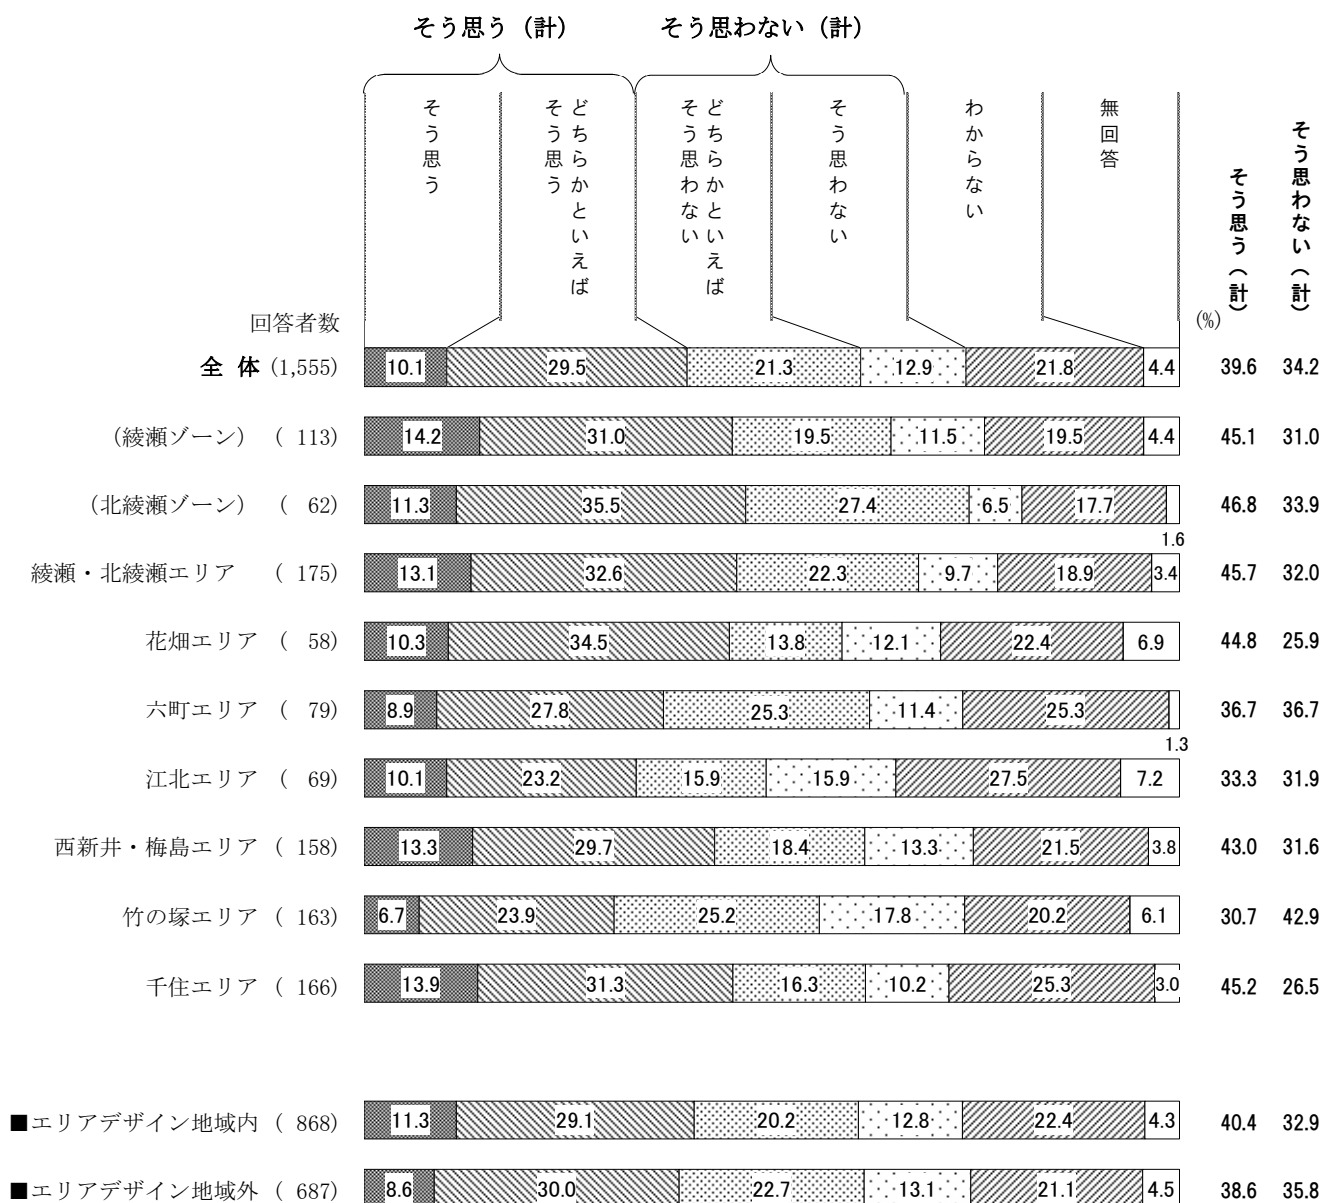 そう思う（計）　そう思わない（計）
そう思う
どちらかといえば
そう思う
どちらかといえば
そう思わない
そう思わない
わからない
無回答
そう思う（計）
そう思わない（計）
回答者数
(%)
全 体 (1,555) 10.1 29.5 21.3 12.9 21.8 4.4 39.6 34.2
（綾瀬ゾーン） ( 113) 14.2 31.0 19.5 11.5 19.5 4.4 45.1 31.0
（北綾瀬ゾーン） ( 62) 11.3 35.5 27.4 6.5 17.7 1.6 46.8 33.9
綾瀬・北綾瀬エリア ( 175) 13.1 32.6 22.3 9.7 18.9 3.4 45.7 32.0
花畑エリア ( 58) 10.3 34.5 13.8 12.1 22.4 6.9 44.8 25.9
六町エリア ( 79) 8.9 27.8 25.3 11.4 25.3 1.3 36.7 36.7
江北エリア ( 69) 10.1 23.2 15.9 15.9 27.5 7.2 33.3 31.9
西新井・梅島エリア ( 158) 13.3 29.7 18.4 13.3 21.5 3.8 43.0 31.6
竹の塚エリア ( 163) 6.7 23.9 25.2 17.8 20.2 6.1 30.7 42.9
千住エリア ( 166) 13.9 31.3 16.3 10.2 25.3 3.0 45.2 26.5
■エリアデザイン地域内 ( 868) 11.3 29.1 20.2 12.8 22.4 4.3 40.4 32.9
■エリアデザイン地域外 ( 687) 8.6 30.0 22.7 13.1 21.1 4.5 38.6 35.8